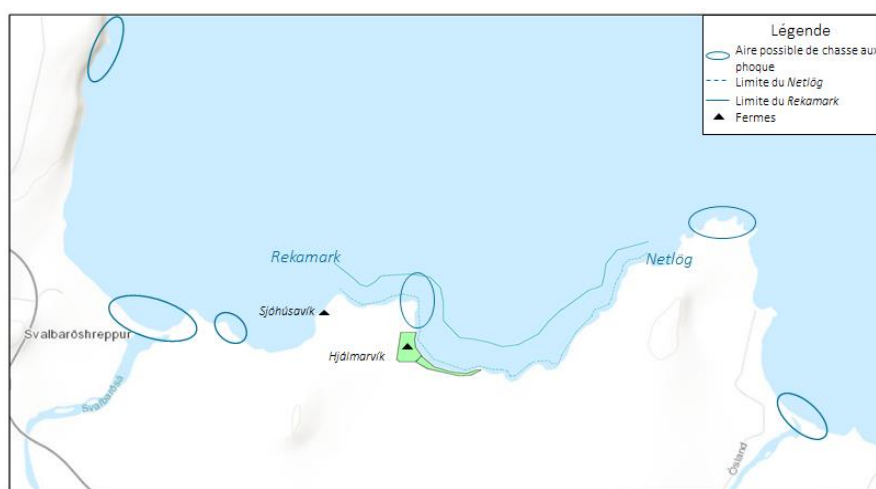 Légende
Aire possible de chasse aux
phoque
Limite du Netlög
Limite du Rekamark
Fermes
Rekamark
Netlög
Sjóhúsavík
Svalbarðshreppur
Hjálmarvík
Svalbarðsá
Ósland